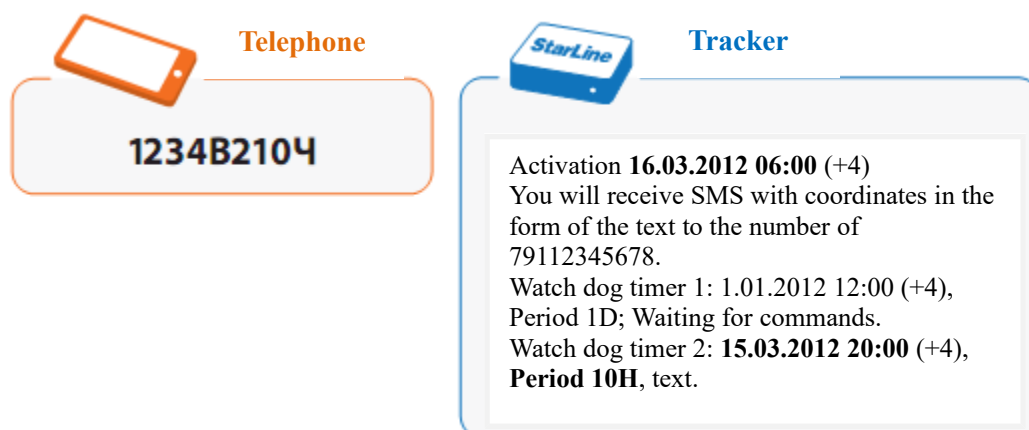 Telephone
1234В210Ч
StarLine
Tracker
Activation 16.03.2012 06:00 (+4)
You will receive SMS with coordinates in the
form of the text to the number of
79112345678.
Watch dog timer 1: 1.01.2012 12:00 (+4),
Period 1D; Waiting for commands.
Watch dog timer 2: 15.03.2012 20:00 (+4),
Period 10H, text.